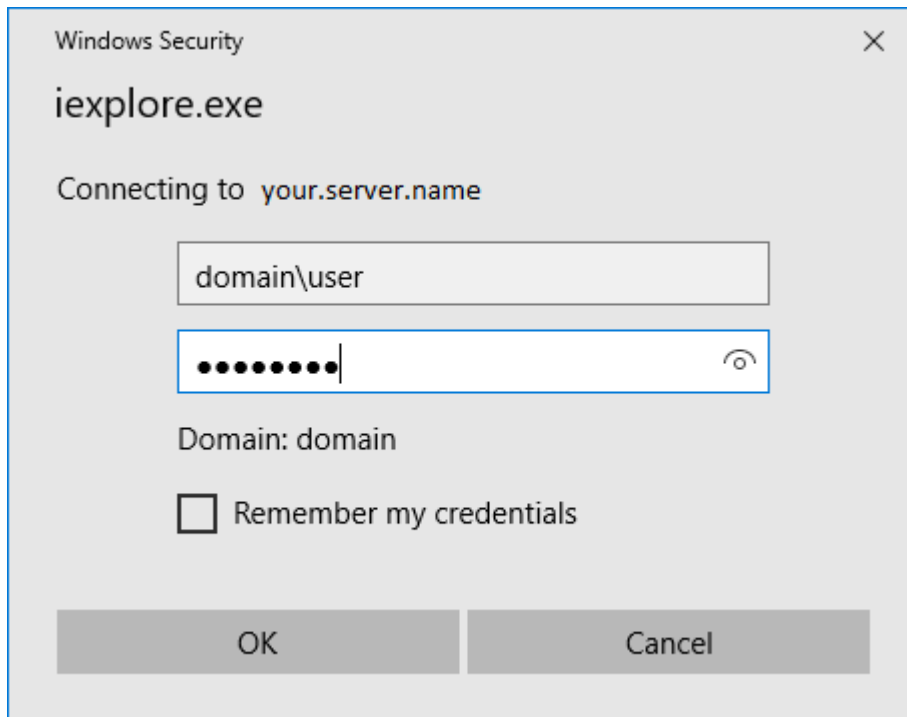 Windows Security
iexplore.exe
Connecting to your.server.name
domain\user
●●●●●●●●
Domain: domain
Remember my credentials
OK Cancel